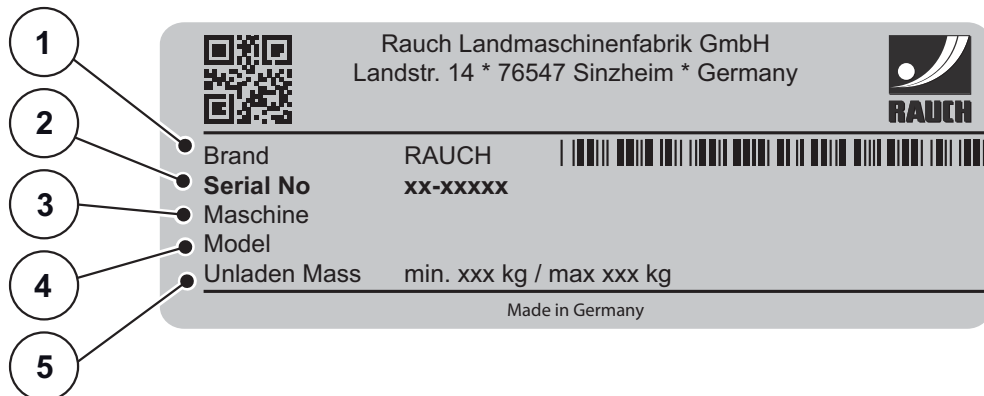 1
2
3
4
5
Rauch Landmaschinenfabrik GmbH
Landstr. 14 * 76547 Sinzheim * Germany
RAUCH
Brand RAUCH
Serial No xx-xxxxx
Maschine
Model
Unladen Mass min. xxx kg / max xxx kg
Made in Germany